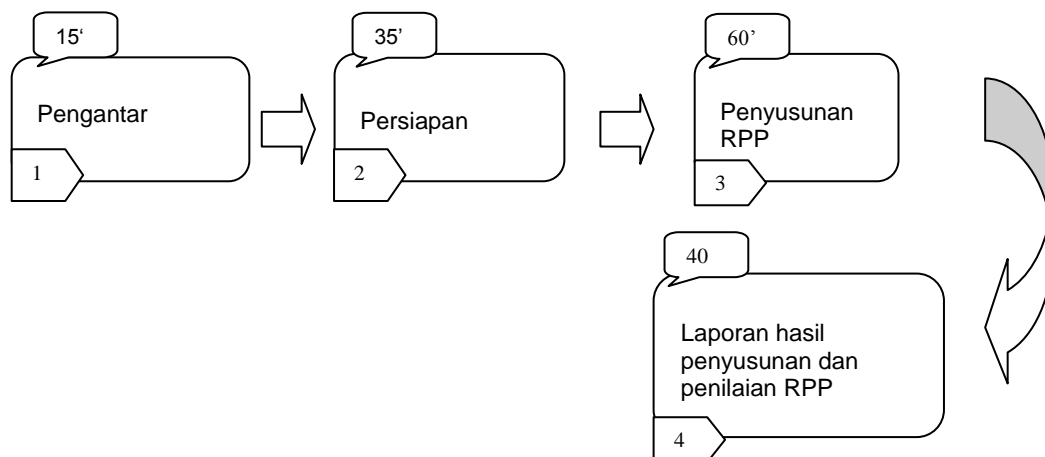 15‘
Pengantar
1
35’
Persiapan
2
60’
Penyusunan
RPP
3
40
Laporan hasil
penyusunan dan
penilaian RPP
4